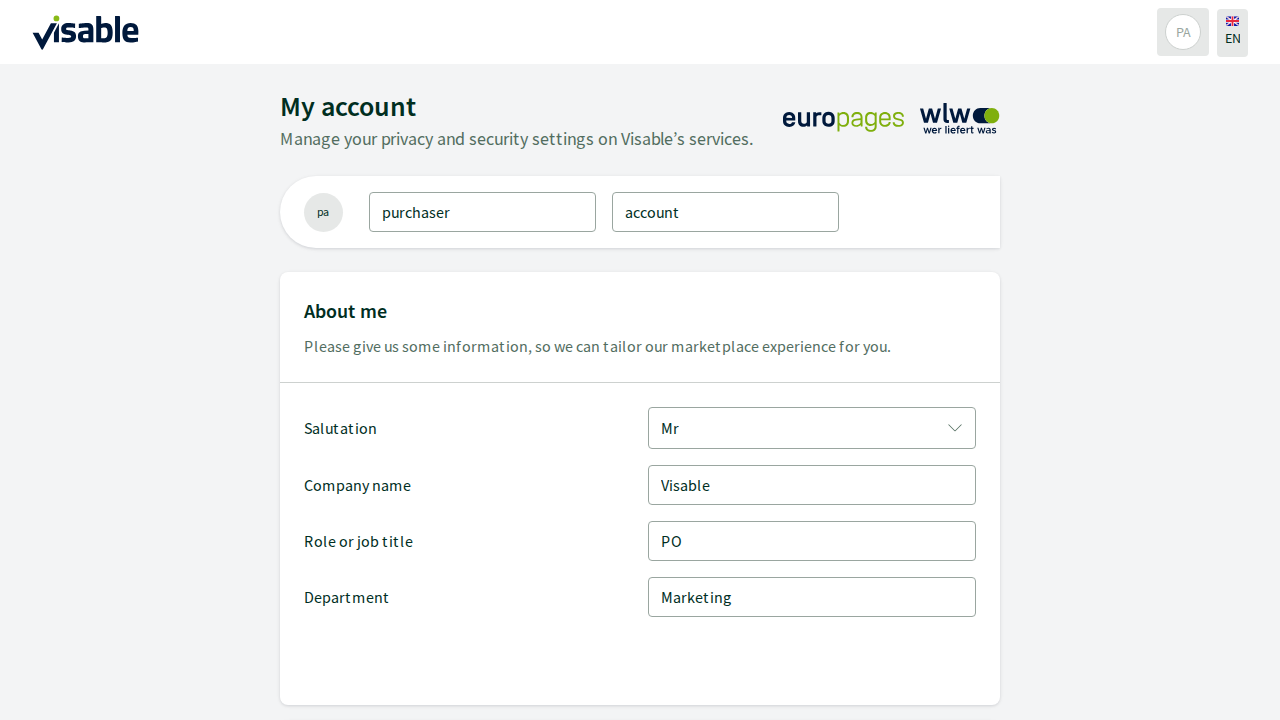 visable
PA
EN
My account
Manage your privacy and security settings on Visable's services.
europages
wlw
wer liefert was
pa
purchaser
account
About me
Please give us some information, so we can tailor our marketplace experience for you.
Salutation
Mr
Company name
Visable
Role or job title
PO
Department
Marketing